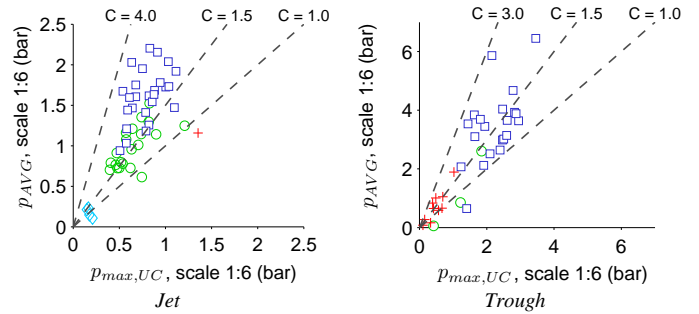 C = 4.0 C = 1.5 C = 1.0
2.5
2
1.5
1
0.5
0
0 0.5 1 1.5 2 2.5
p_AVG, scale 1:6 (bar)
p_max,UC, scale 1:6 (bar)
Jet
C = 3.0 C = 1.5 C = 1.0
6
4
2
0
0 2 4 6
p_AVG, scale 1:6 (bar)
p_max,UC, scale 1:6 (bar)
Trough